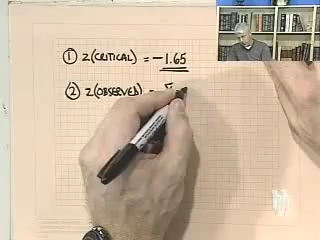 ① Z(CRITICAL) = -1.65
② Z(OBSERVED) =